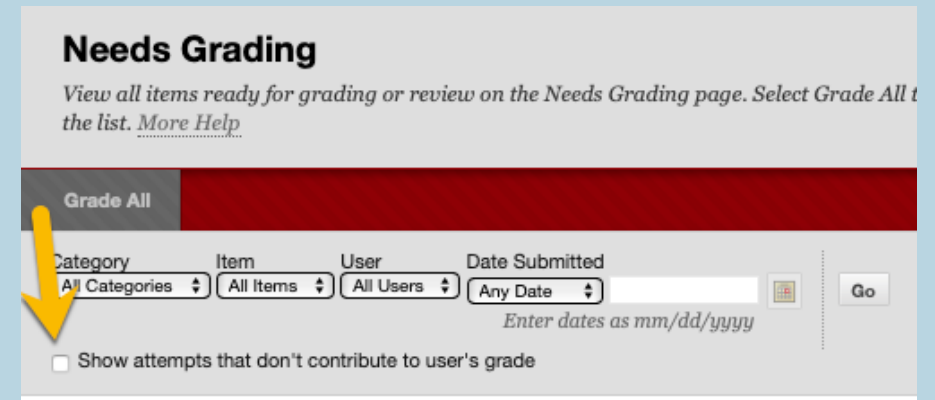 Needs Grading
View all items ready for grading or review on the Needs Grading page. Select Grade All t
the list. More Help
Grade All
Category Item User Date Submitted
All Categories All Items All Users Any Date Go
Enter dates as mm/dd/yyyy
Show attempts that don't contribute to user's grade